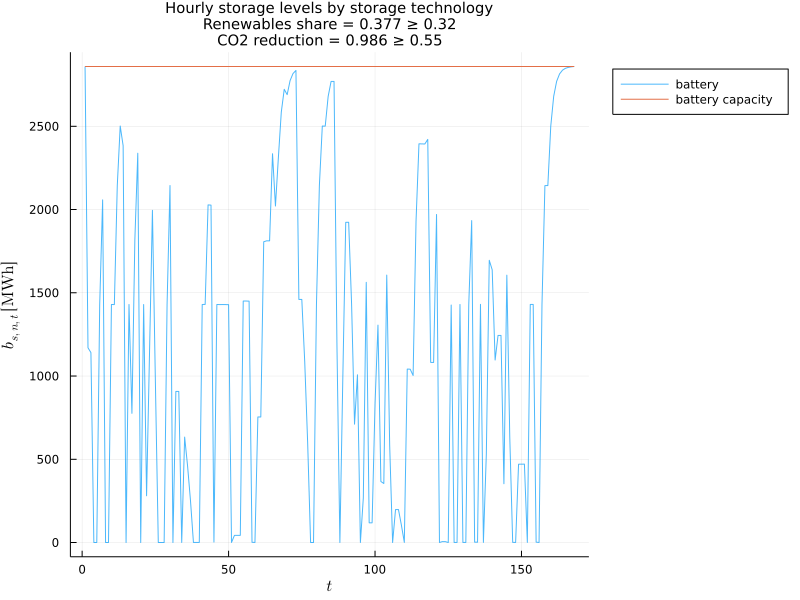 Hourly storage levels by storage technology
Renewables share = 0.377 ≥ 0.32
CO2 reduction = 0.986 ≥ 0.55
battery
battery capacity
2500
2000
1500
1000
500
0
b_{s, n, t} [MWh]
0 50 100 150
t